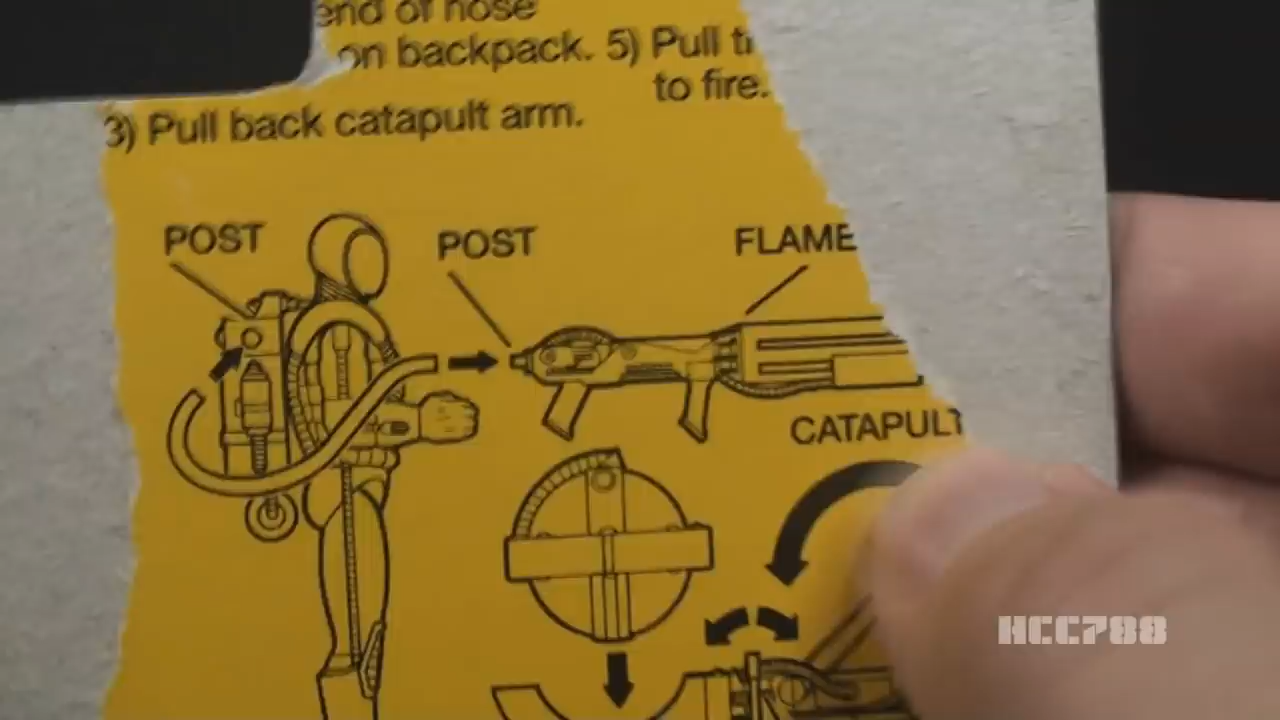 end of hose
on backpack. 5) Pull
to fire.
3) Pull back catapult arm.
POST
POST
FLAME
CATAPULT
HCC788